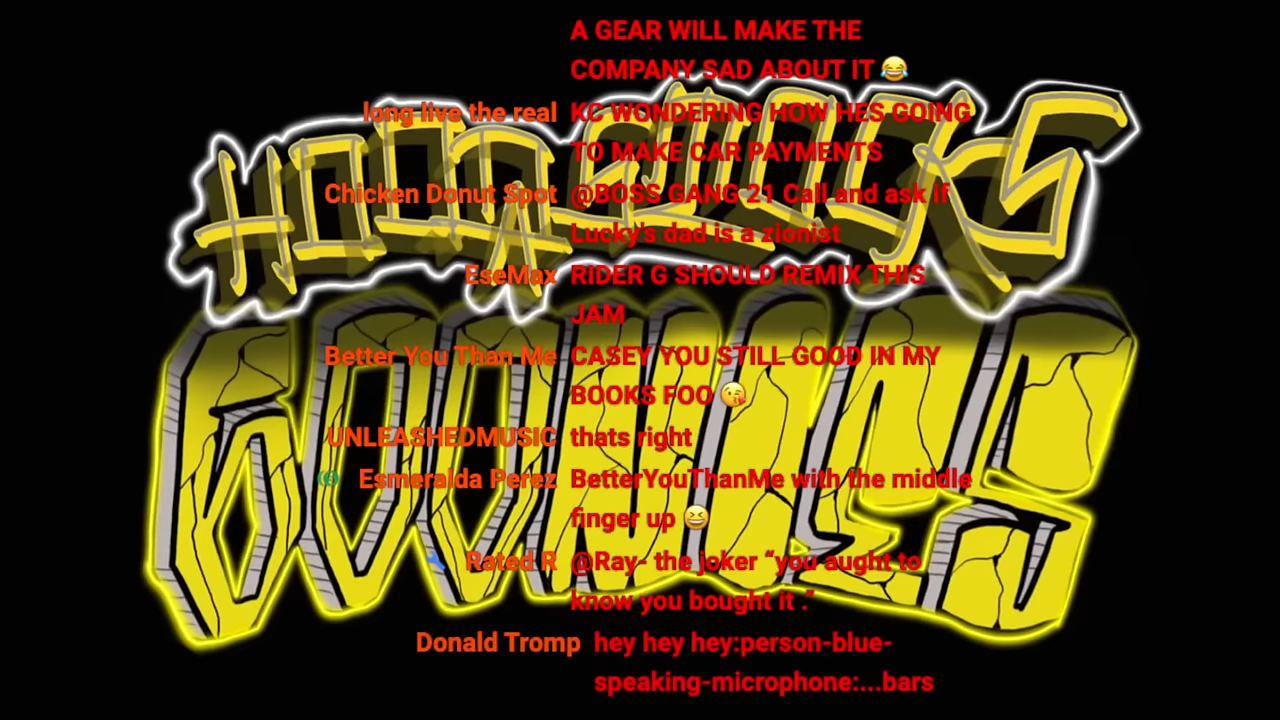 A GEAR WILL MAKE THE
COMPANY SAD ABOUT IT 😂
long live the real KC WONDERING HOW HES GOING
TO MAKE CAR PAYMENTS
Chicken Donut Spot @BOSS GANG 21 Call and ask if
Lucky's dad is a zionist
EseMax RIDER G SHOULD REMIX THIS
JAM
Better You Than Me CASEY YOU STILL GOOD IN MY
BOOKS FOO 😘
UNLEASHEDMUSIC thats right
Esmeralda Perez BetterYouThanMe with the middle
finger up 😆
Rated R @Ray- the joker “you aught to
know you bought it .”
Donald Tromp hey hey hey:person-blue-
speaking-microphone:...bars
GOONIES